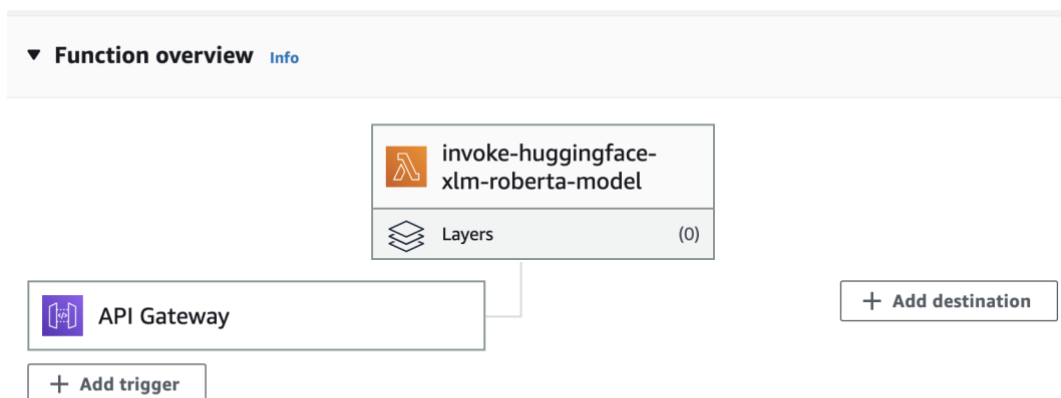 ▼ Function overview Info
invoke-huggingface-
xlm-roberta-model
Layers (0)
API Gateway
+ Add destination
+ Add trigger